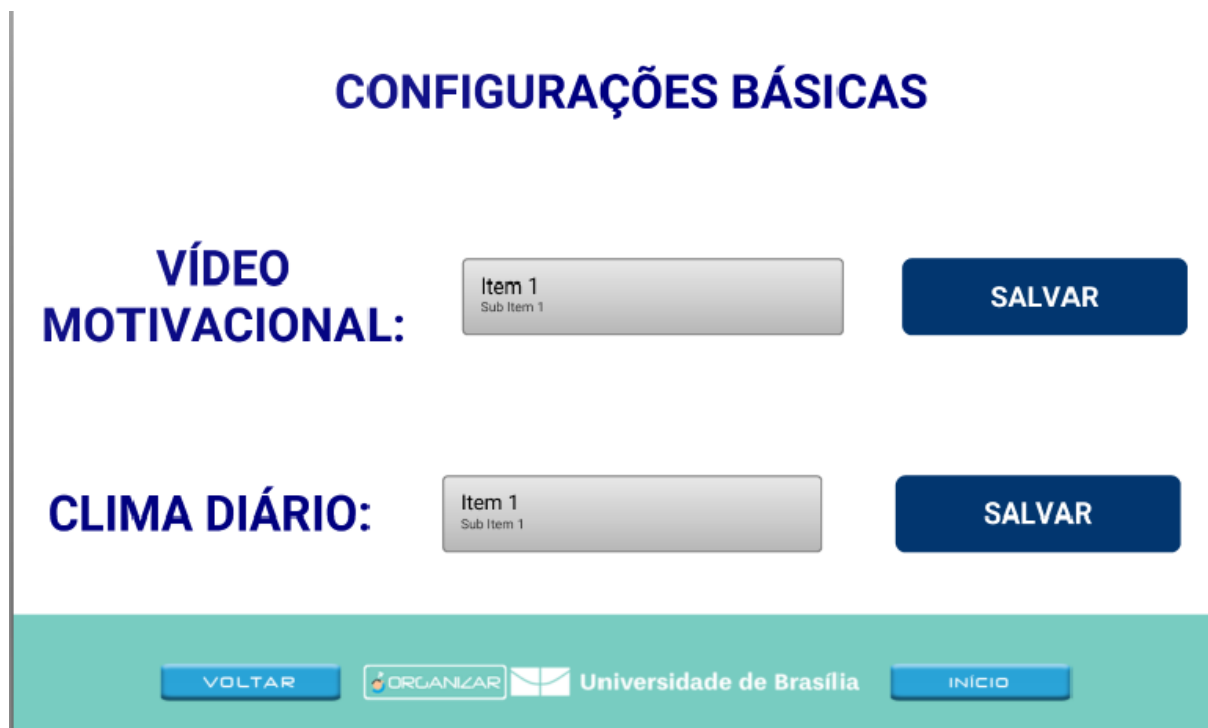 CONFIGURAÇÕES BÁSICAS
VÍDEO
MOTIVACIONAL:
Item 1
Sub Item 1
SALVAR
CLIMA DIÁRIO:
Item 1
Sub Item 1
SALVAR
VOLTAR
ORGANIZAR
Universidade de Brasília
INÍCIO